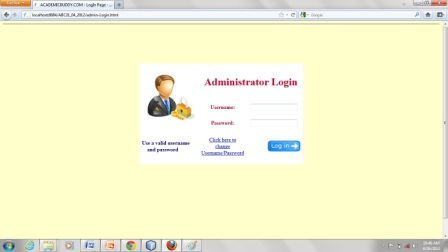 ACADEMICBUDDY.COM - Login Page - ...
Google
Administrator Login
Username:
Password:
Use a valid username
and password
Click here to
change
Username/Password
Log in